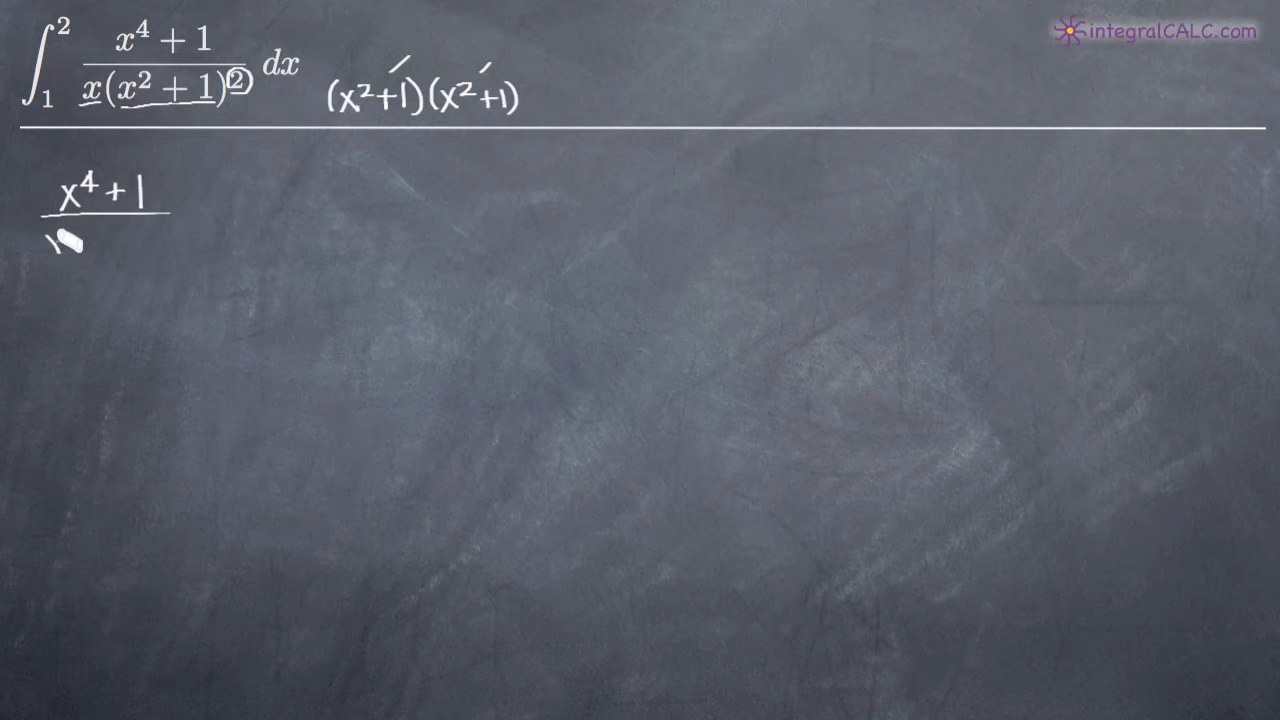 ∫₁² (x⁴ + 1)/(x(x² + 1)²) dx
(x²+1)(x²+1)
integralCALC.com
x⁴+1